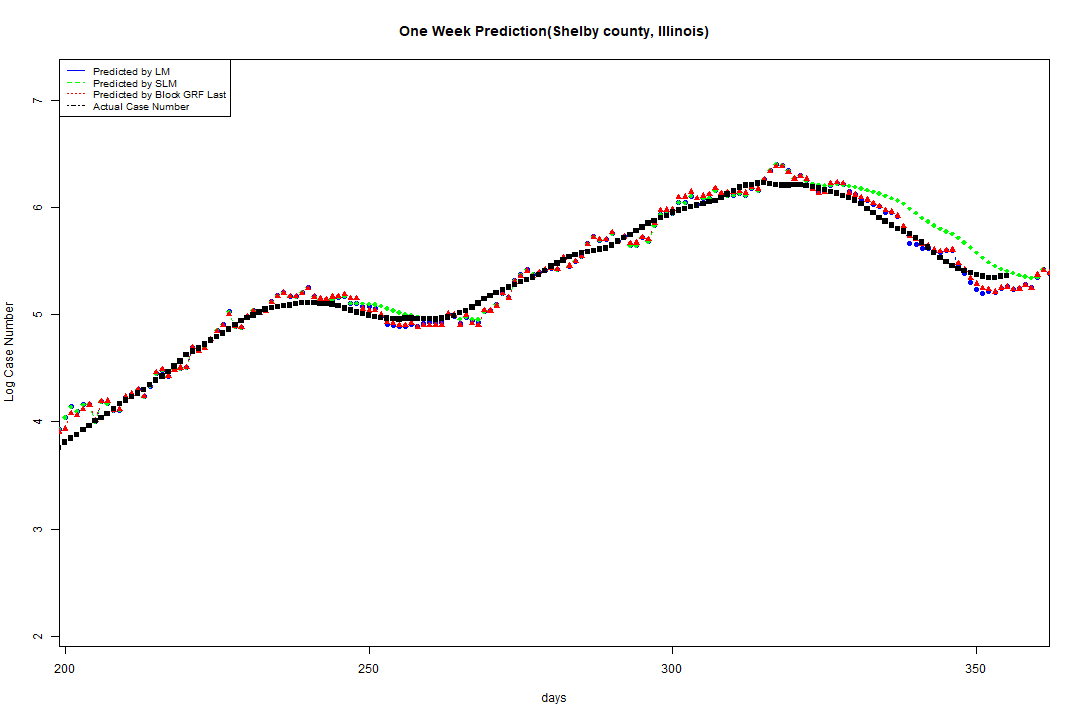 One Week Prediction(Shelby county, Illinois)
Predicted by LM
Predicted by SLM
Predicted by Block GRF Last
Actual Case Number
7
6
5
4
3
2
Log Case Number
200 250 300 350
days